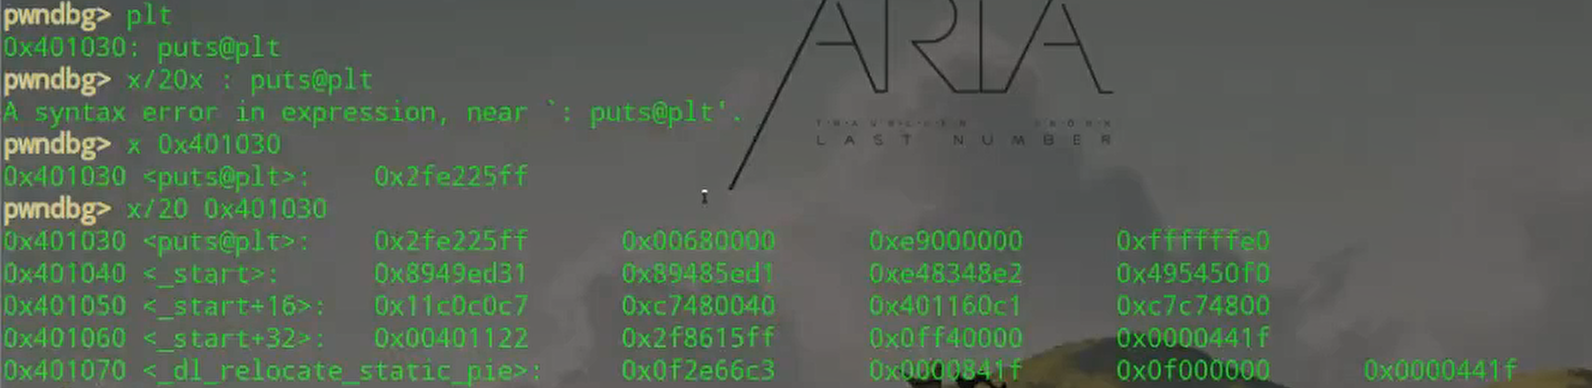 pwndbg> plt
0x401030: puts@plt
pwndbg> x/20x : puts@plt
A syntax error in expression, near `: puts@plt'.
pwndbg> x 0x401030
0x401030 <puts@plt>: 0x2fe225ff
pwndbg> x/20 0x401030
0x401030 <puts@plt>: 0x2fe225ff 0x00680000 0xe9000000 0xffffffe0
0x401040 <_start>: 0x8949ed31 0x89485ed1 0xe48348e2 0x495450f0
0x401050 <_start+16>: 0x11c0c0c7 0xc7480040 0x401160c1 0xc7c74800
0x401060 <_start+32>: 0x00401122 0x2f8615ff 0x0ff40000 0x0000441f
0x401070 <_dl_relocate_static_pie>: 0x0f2e66c3 0x0000841f 0x0f000000 0x0000441f
ARIA
LAST NUMBER